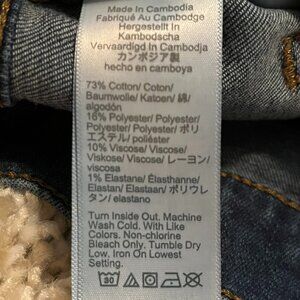 Made In Cambodia
Fabriqué Au Cambodge
Hergestellt In
Kambodscha
Vervaardigd In Cambodja
カンボジア製
hecho en camboya
73% Cotton/ Coton/
Baumwolle/ Katoen/ 綿/
algodón
16% Polyester/ Polyester/
Polyester/ Polyester/ ポリ
エステル/ poliéster
10% Viscose/ Viscose/
Viskose/ Viscose/ レーヨン/
viscosa
1% Elastane/ Élasthanne/
Elastan/ Elastaan/ ポリウレ
タン/ elastano
Turn Inside Out. Machine
Wash Cold. With Like
Colors. Non-chlorine
Bleach Only. Tumble Dry
Low. Iron On Lowest
Setting.
30